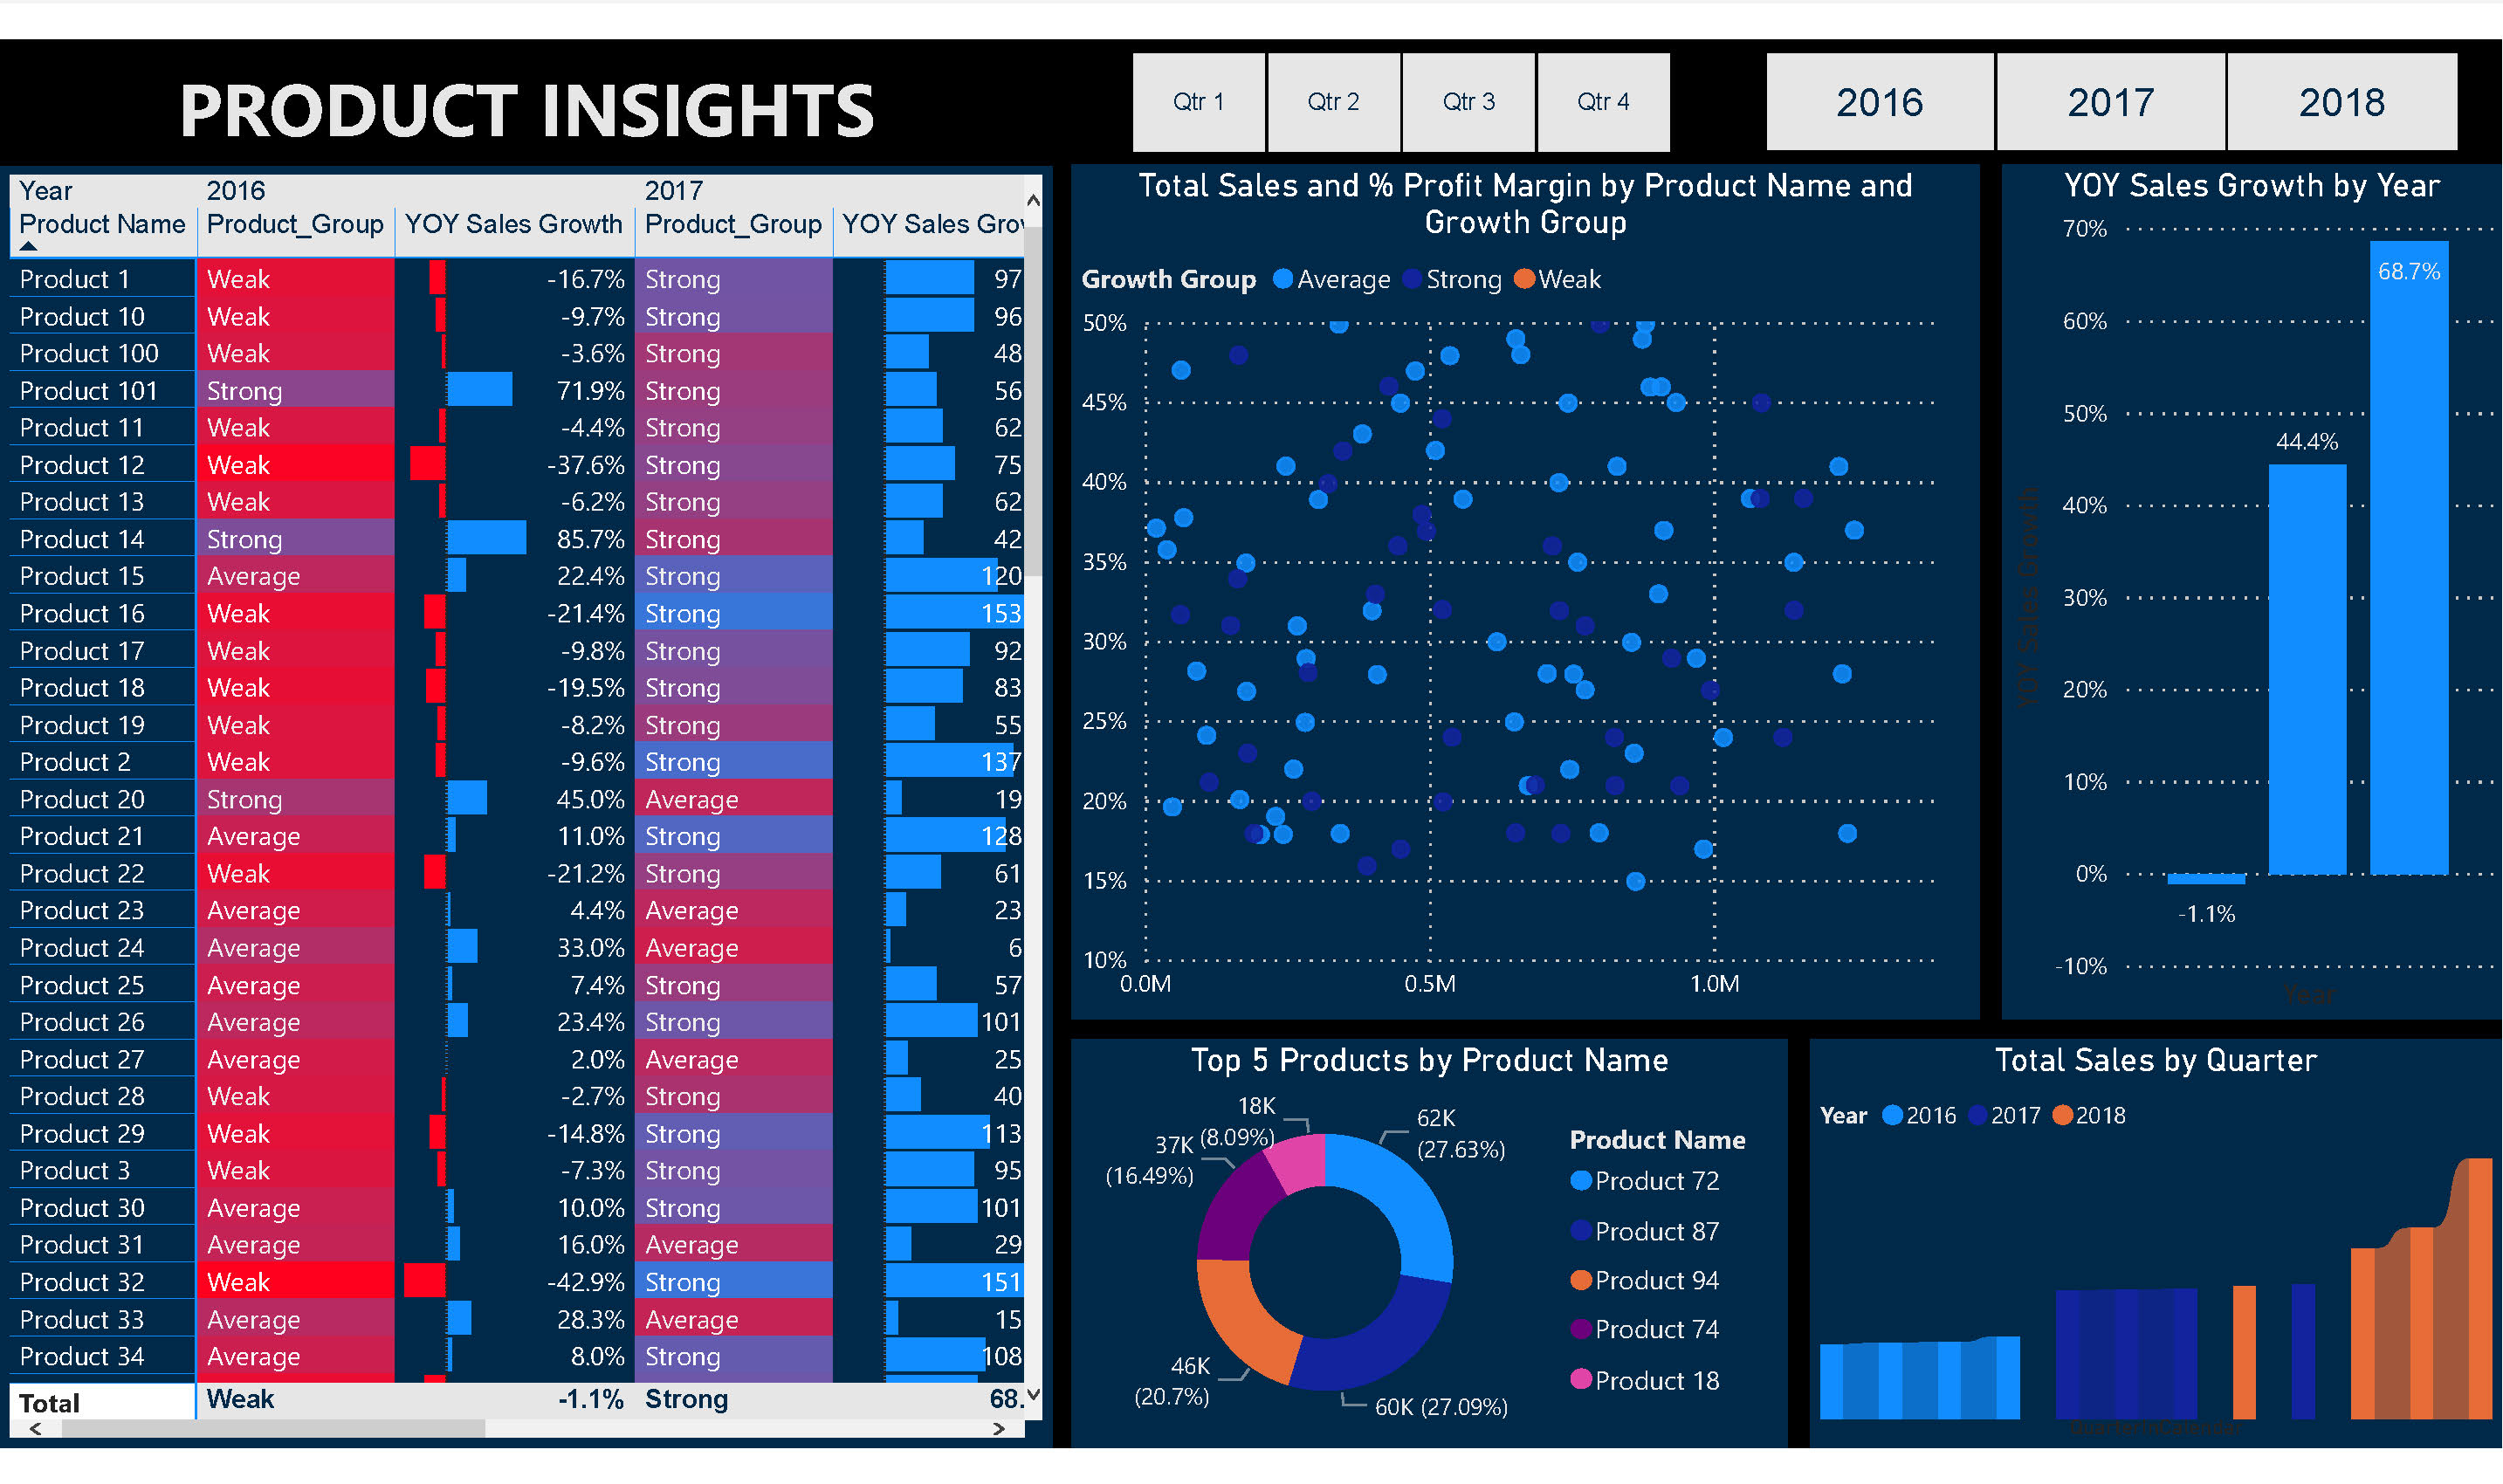 PRODUCT INSIGHTS
Qtr 1 Qtr 2 Qtr 3 Qtr 4 2016 2017 2018
Year 2016 2017
Product Name Product_Group YOY Sales Growth Product_Group YOY Sales Grov
Product 1 Weak -16.7% Strong 97
Product 10 Weak -9.7% Strong 96
Product 100 Weak -3.6% Strong 48
Product 101 Strong 71.9% Strong 56
Product 11 Weak -4.4% Strong 62
Product 12 Weak -37.6% Strong 75
Product 13 Weak -6.2% Strong 62
Product 14 Strong 85.7% Strong 42
Product 15 Average 22.4% Strong 120
Product 16 Weak -21.4% Strong 153
Product 17 Weak -9.8% Strong 92
Product 18 Weak -19.5% Strong 83
Product 19 Weak -8.2% Strong 55
Product 2 Weak -9.6% Strong 137
Product 20 Strong 45.0% Average 19
Product 21 Average 11.0% Strong 128
Product 22 Weak -21.2% Strong 61
Product 23 Average 4.4% Average 23
Product 24 Average 33.0% Average 6
Product 25 Average 7.4% Strong 57
Product 26 Average 23.4% Strong 101
Product 27 Average 2.0% Average 25
Product 28 Weak -2.7% Strong 40
Product 29 Weak -14.8% Strong 113
Product 3 Weak -7.3% Strong 95
Product 30 Average 10.0% Strong 101
Product 31 Average 16.0% Average 29
Product 32 Weak -42.9% Strong 151
Product 33 Average 28.3% Average 15
Product 34 Average 8.0% Strong 108
Total Weak -1.1% Strong 68.
Total Sales and % Profit Margin by Product Name and
Growth Group
Growth Group Average Strong Weak
50%
45%
40%
35%
30%
25%
20%
15%
10%
0.0M 0.5M 1.0M
YOY Sales Growth by Year
YOY Sales Growth
70%
60%
50%
40%
30%
20%
10%
0%
-10%
-1.1%
44.4%
68.7%
Year
Top 5 Products by Product Name
62K
(27.63%)
60K (27.09%)
46K
(20.7%)
37K
(16.49%)
18K
(8.09%)
Product Name
Product 72
Product 87
Product 94
Product 74
Product 18
Total Sales by Quarter
Year 2016 2017 2018